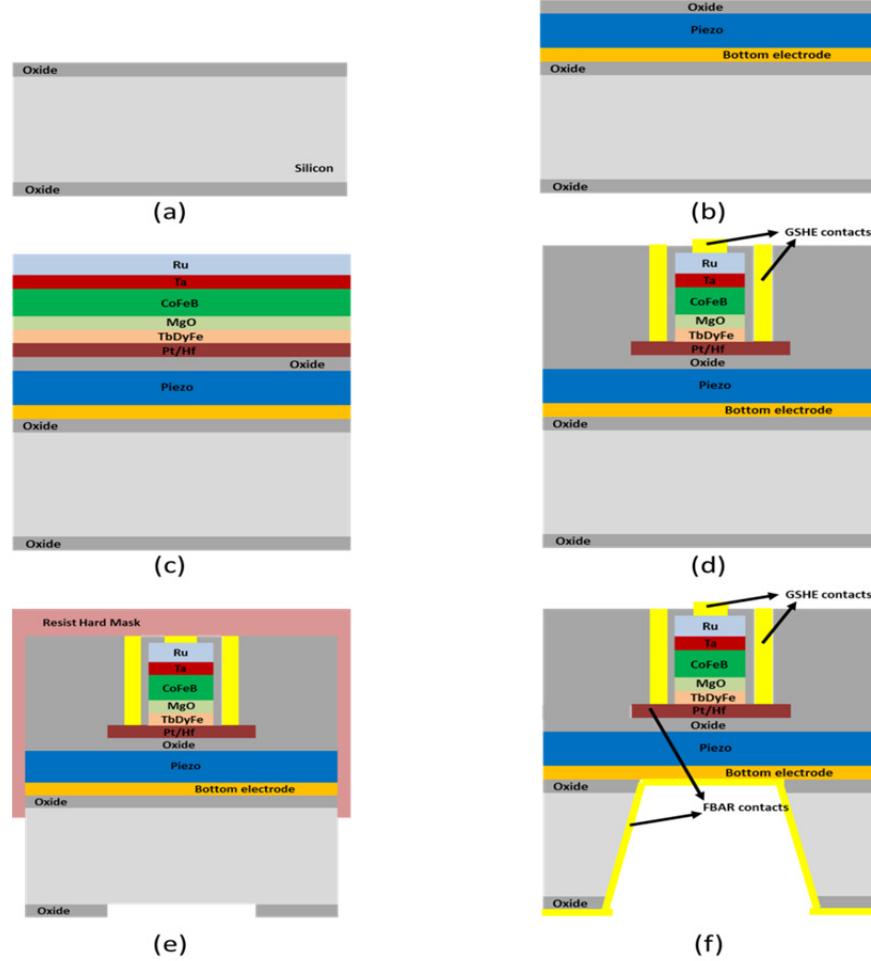 Oxide
Silicon
Oxide
(a)
Oxide
Piezo
Bottom electrode
Oxide
Oxide
(b)
Ru
Ta
CoFeB
MgO
TbDyFe
Pt/Hf
Oxide
Piezo
Oxide
Oxide
(c)
GSHE contacts
Ru
Ta
CoFeB
MgO
TbDyFe
Pt/Hf
Oxide
Piezo
Bottom electrode
Oxide
Oxide
(d)
Resist Hard Mask
Ru
Ta
CoFeB
MgO
TbDyFe
Pt/Hf
Oxide
Piezo
Bottom electrode
Oxide
Oxide
(e)
GSHE contacts
Ru
Ta
CoFeB
MgO
TbDyFe
Pt/Hf
Oxide
Piezo
Bottom electrode
Oxide
FBAR contacts
Oxide
(f)